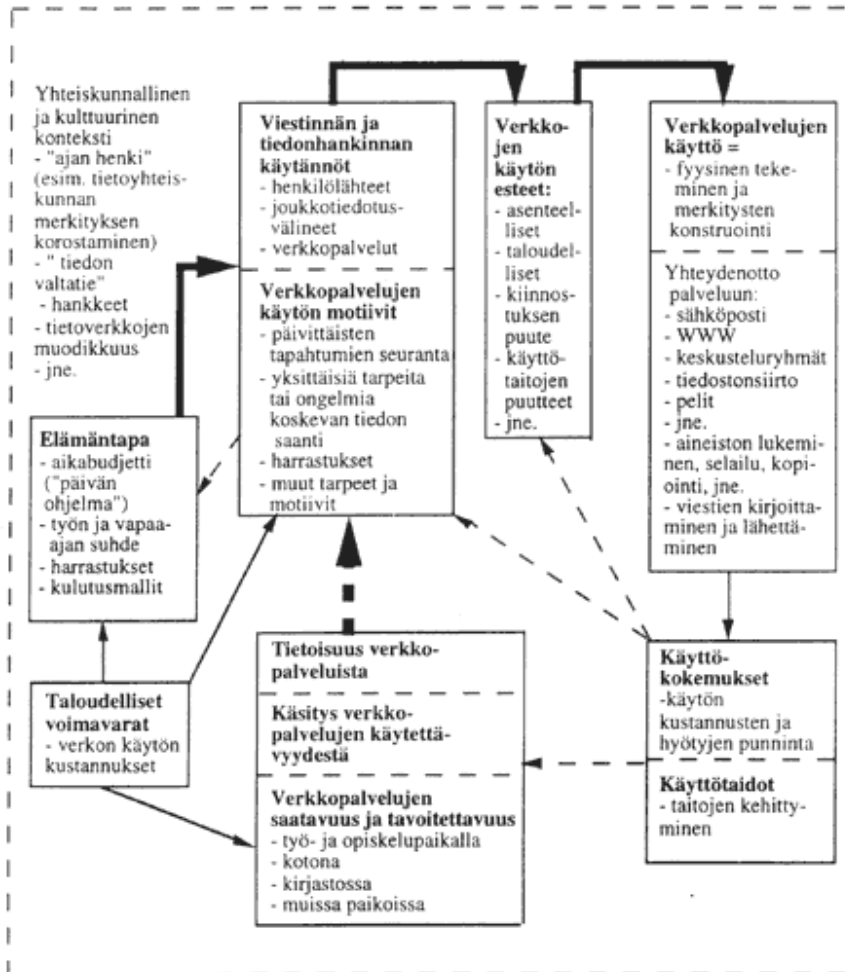 Yhteiskunnallinen
ja kulttuurinen
konteksti
- "ajan henki"
(esim. tietoyhteis-
kunnan
merkityksen
korostaminen)
- " tiedon
valtatie"
- hankkeet
- tietoverkkojen
muodikkuus
- jne.
Elämäntapa
- aikabudjetti
("päivän
ohjelma")
- työn ja vapaa-
ajan suhde
- harrastukset
- kulutusmallit
Taloudelliset
voimavarat
- verkon käytön
kustannukset
Viestinnän ja
tiedonhankinnan
käytännöt
- henkilölähteet
- joukkotiedotus-
välineet
- verkkopalvelut
Verkkopalvelujen
käytön motiivit
- päivittäisten
tapahtumien seuranta
- yksittäisiä tarpeita
tai ongelmia
koskevan tiedon
saanti
- harrastukset
- muut tarpeet ja
motiivit
Tietoisuus verkko-
palveluista
Käsitys verkko-
palvelujen käytettä-
vyydestä
Verkkopalvelujen
saatavuus ja tavoitettavuus
- työ- ja opiskelupaikalla
- kotona
- kirjastossa
- muissa paikoissa
Verkko-
jen
käytön
esteet:
- asenteel-
liset
- taloudel-
liset
- kiinnos-
tuksen
puute
- käyttö-
taitojen
puutteet
- jne.
Verkkopalvelujen
käyttö =
- fyysinen teke-
minen ja
merkitysten
konstruointi
Yhteydenotto
palveluun:
- sähköposti
- WWW
- keskusteluryhmät
- tiedostonsiirto
- pelit
- jne.
- aineiston lukemi-
nen, selailu, kopi-
ointi, jne.
- viestien kirjoitta-
minen ja lähettä-
minen
Käyttö-
kokemukset
-käytön
kustannusten ja
hyötyjen punninta
Käyttötaidot
- taitojen kehitty-
minen